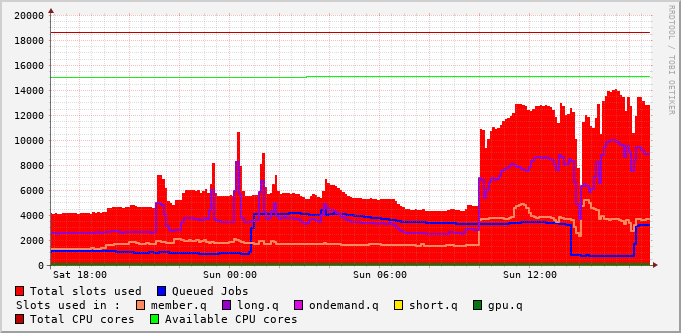 20000
18000
16000
14000
12000
10000
8000
6000
4000
2000
0
Sat 18:00 Sun 00:00 Sun 06:00 Sun 12:00
Total slots used Queued Jobs
Slots used in : member.q long.q ondemand.q short.q gpu.q
Total CPU cores Available CPU cores
RRDTOOL / TOBI OETIKER